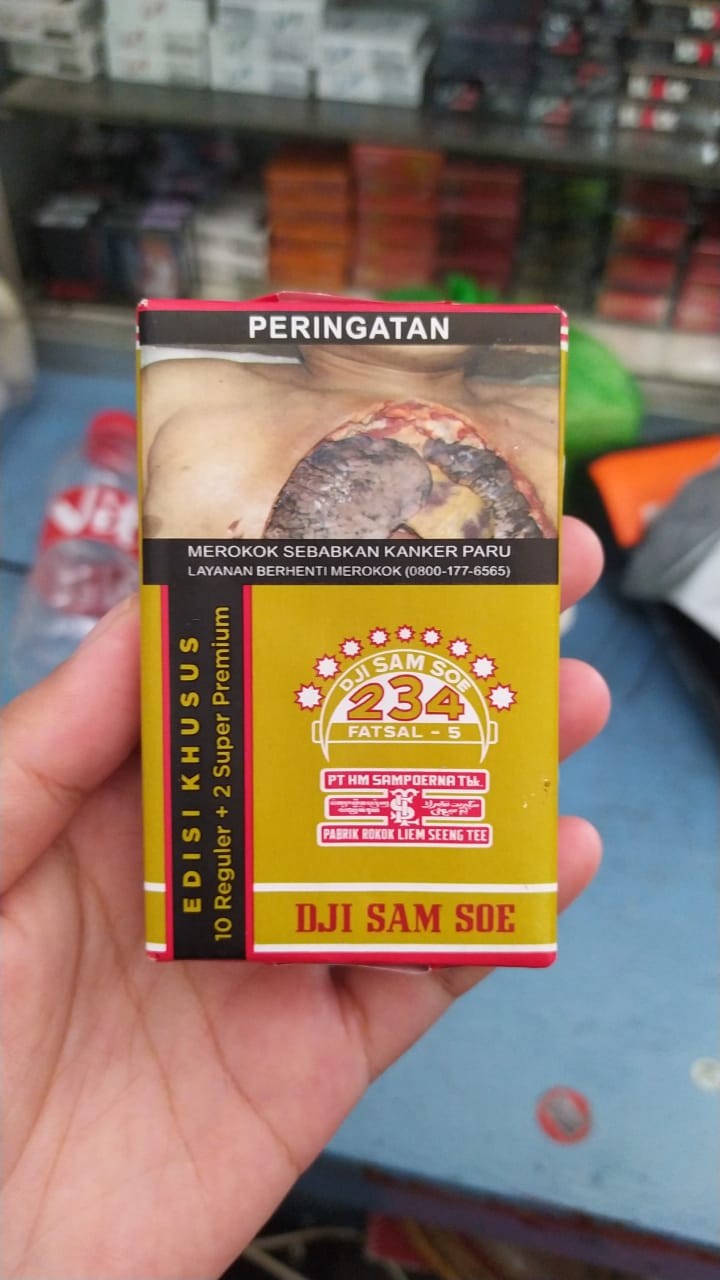 PERINGATAN
MEROKOK SEBABKAN KANKER PARU
LAYANAN BERHENTI MEROKOK (0800-177-6565)
EDISI KHUSUS
10 Reguler + 2 Super Premium
DJI SAM SOE
234
FATSAL - 5
PT HM SAMPOERNA Tbk.
PABRIK ROKOK LIEM SEENG TEE
DJI SAM SOE